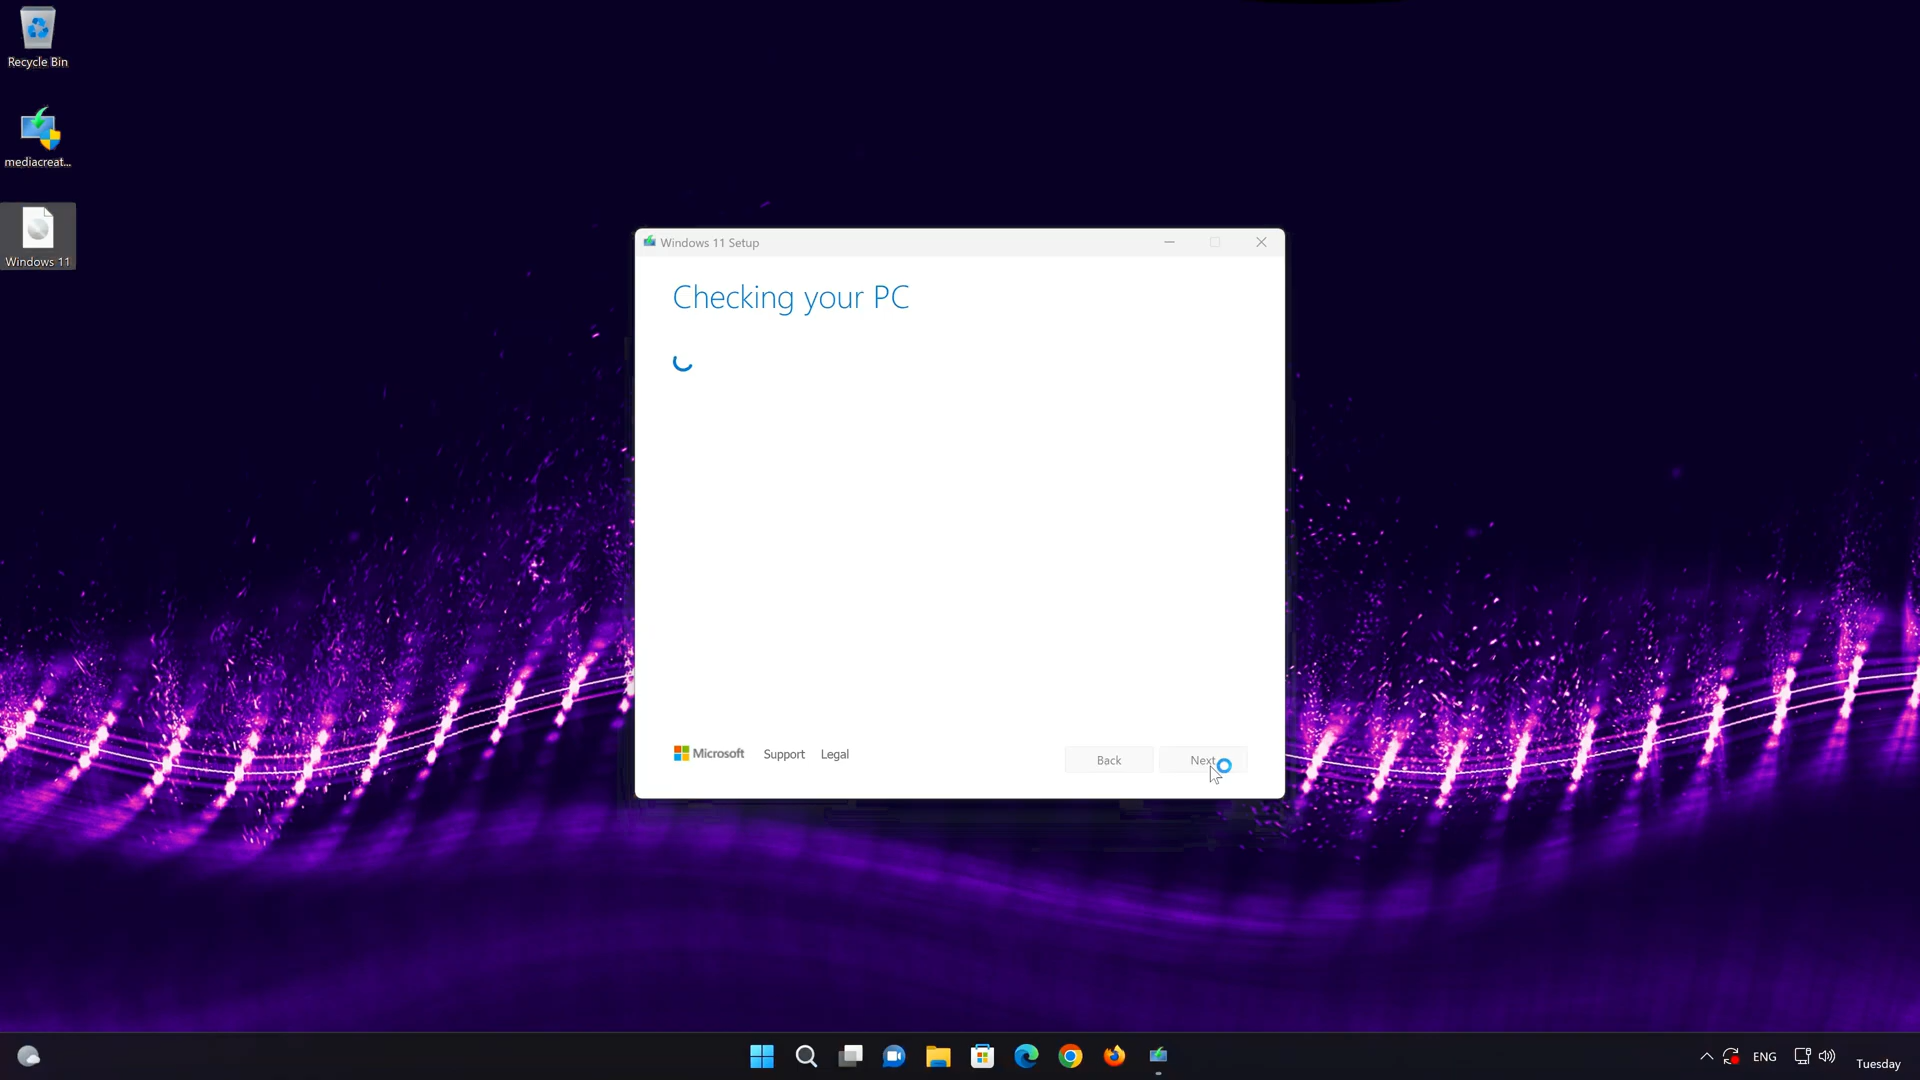 Recycle Bin
mediacreat...
Windows 11
Windows 11 Setup
Checking your PC
Microsoft
Support
Legal
Back
Next
ENG
Tuesday